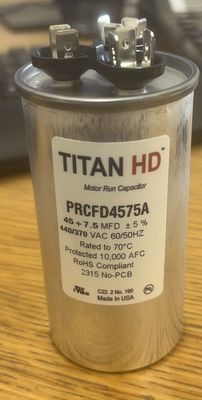 TITAN HD™
Motor Run Capacitor
PRCFD4575A
45 + 7.5 MFD ± 5 %
440/370 VAC 60/50HZ
Rated to 70°C
Protected 10,000 AFC
RoHS Compliant
2315 No-PCB
C22. 2 No. 190
Made In USA